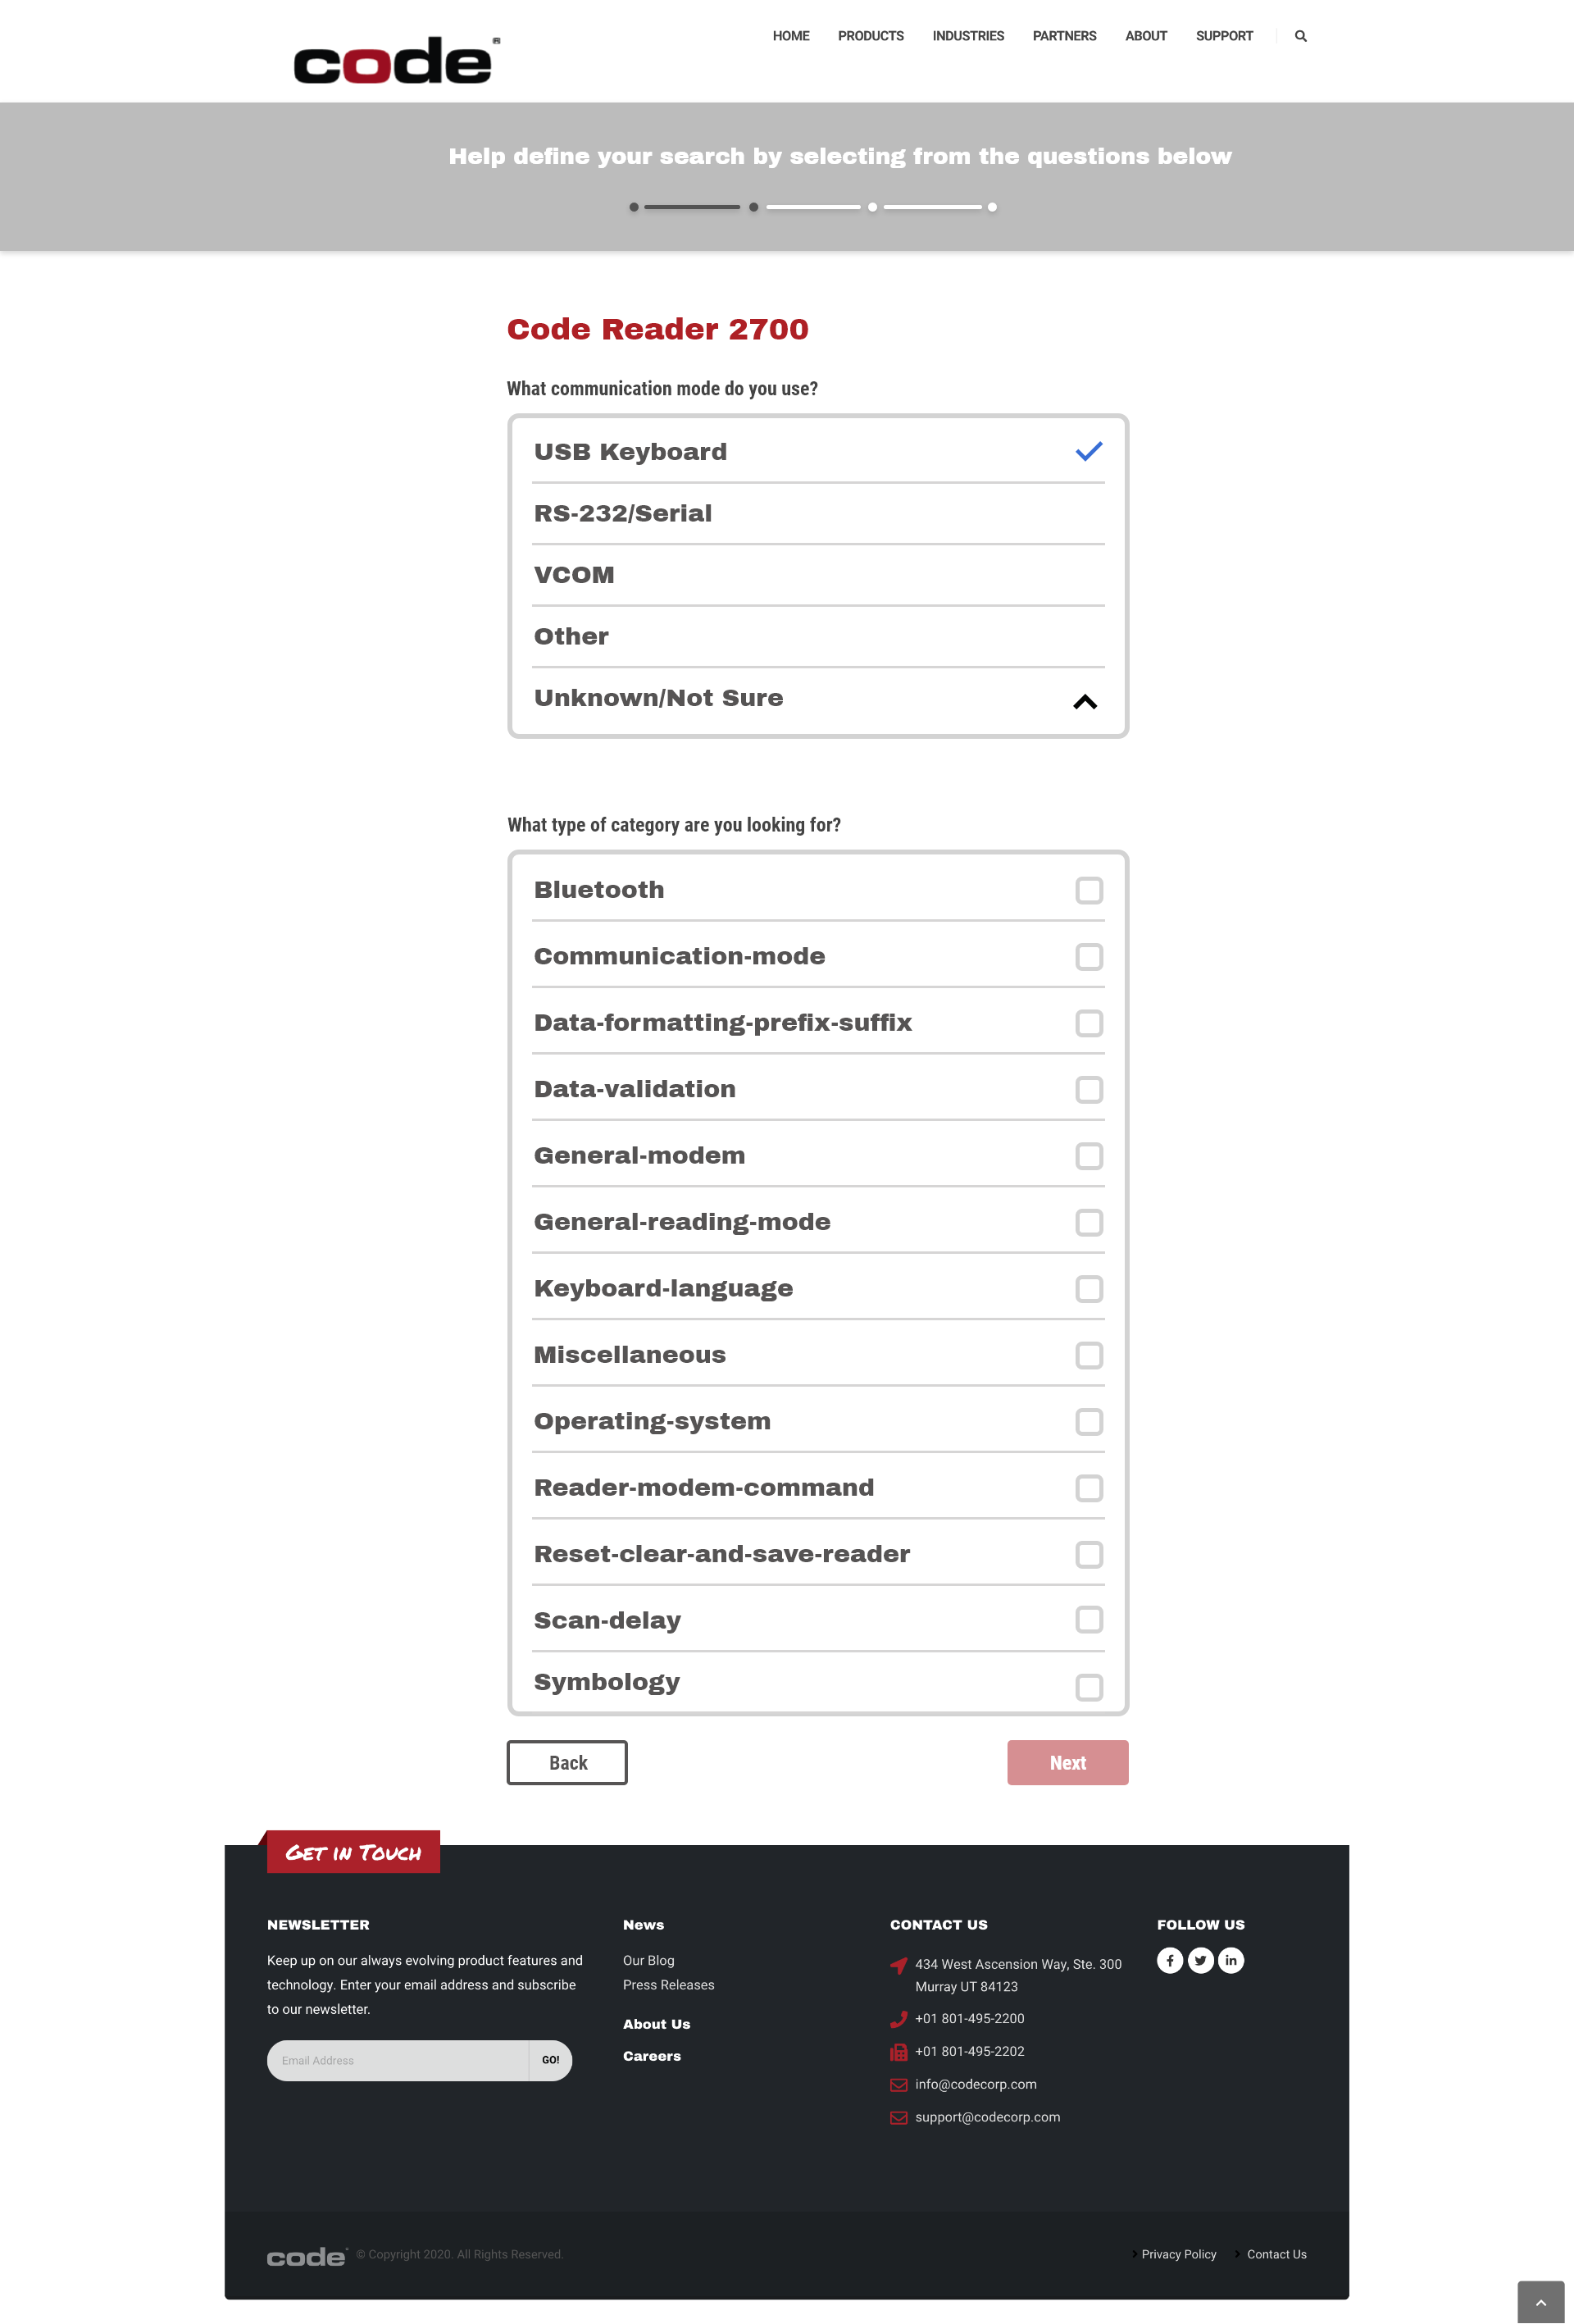 code
HOME PRODUCTS INDUSTRIES PARTNERS ABOUT SUPPORT
Help define your search by selecting from the questions below
Code Reader 2700
What communication mode do you use?
USB Keyboard
RS-232/Serial
VCOM
Other
Unknown/Not Sure
What type of category are you looking for?
Bluetooth
Communication-mode
Data-formatting-prefix-suffix
Data-validation
General-modem
General-reading-mode
Keyboard-language
Miscellaneous
Operating-system
Reader-modem-command
Reset-clear-and-save-reader
Scan-delay
Symbology
Back
Next
Get in Touch
NEWSLETTER
Keep up on our always evolving product features and
technology. Enter your email address and subscribe
to our newsletter.
Email Address GO!
News
Our Blog
Press Releases
About Us
Careers
CONTACT US
434 West Ascension Way, Ste. 300
Murray UT 84123
+01 801-495-2200
+01 801-495-2202
info@codecorp.com
support@codecorp.com
FOLLOW US
code © Copyright 2020. All Rights Reserved.
Privacy Policy Contact Us